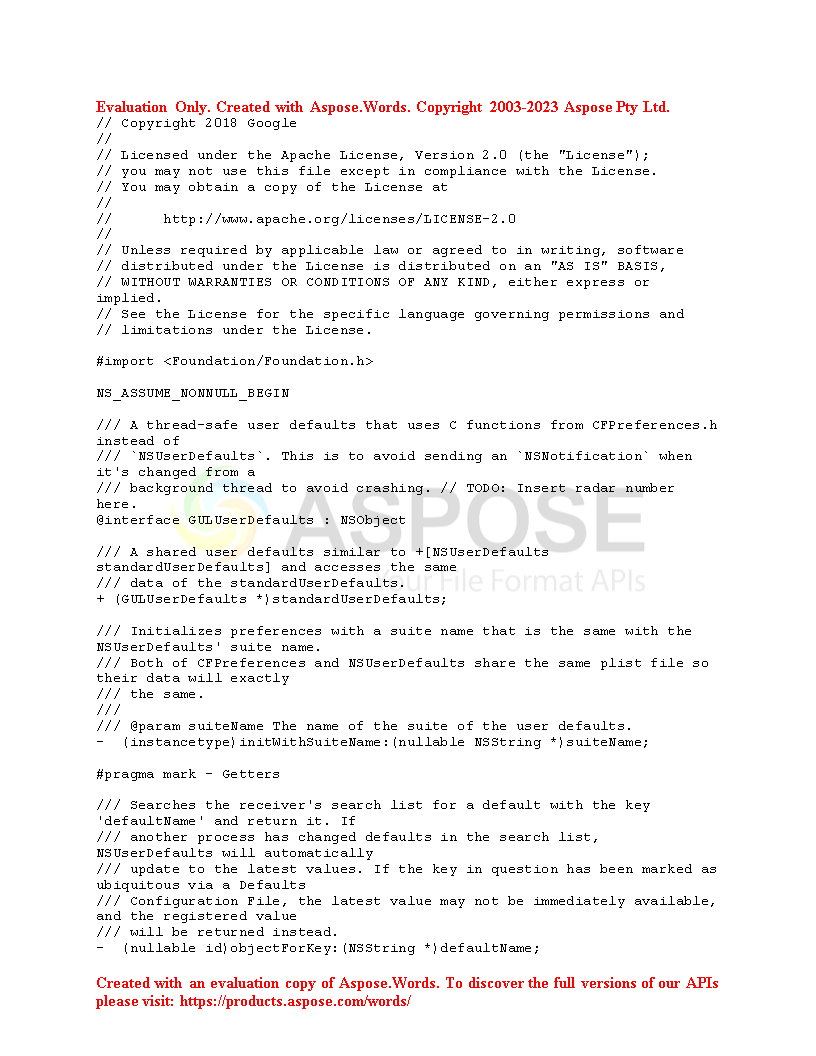 Evaluation Only. Created with Aspose.Words. Copyright 2003-2023 Aspose Pty Ltd.
// Copyright 2018 Google
//
// Licensed under the Apache License, Version 2.0 (the "License");
// you may not use this file except in compliance with the License.
// You may obtain a copy of the License at
//
//      http://www.apache.org/licenses/LICENSE-2.0
//
// Unless required by applicable law or agreed to in writing, software
// distributed under the License is distributed on an "AS IS" BASIS,
// WITHOUT WARRANTIES OR CONDITIONS OF ANY KIND, either express or
implied.
// See the License for the specific language governing permissions and
// limitations under the License.

#import <Foundation/Foundation.h>

NS_ASSUME_NONNULL_BEGIN

/// A thread-safe user defaults that uses C functions from CFPreferences.h
instead of
/// `NSUserDefaults`. This is to avoid sending an `NSNotification` when
it's changed from a
/// background thread to avoid crashing. // TODO: Insert radar number
here.
@interface GULUserDefaults : NSObject

/// A shared user defaults similar to +[NSUserDefaults
standardUserDefaults] and accesses the same
/// data of the standardUserDefaults.
+ (GULUserDefaults *)standardUserDefaults;

/// Initializes preferences with a suite name that is the same with the
NSUserDefaults' suite name.
/// Both of CFPreferences and NSUserDefaults share the same plist file so
their data will exactly
/// the same.
///
/// @param suiteName The name of the suite of the user defaults.
-  (instancetype)initWithSuiteName:(nullable NSString *)suiteName;

#pragma mark - Getters

/// Searches the receiver's search list for a default with the key
'defaultName' and return it. If
/// another process has changed defaults in the search list,
NSUserDefaults will automatically
/// update to the latest values. If the key in question has been marked as
ubiquitous via a Defaults
/// Configuration File, the latest value may not be immediately available,
and the registered value
/// will be returned instead.
-  (nullable id)objectForKey:(NSString *)defaultName;

Created with an evaluation copy of Aspose.Words. To discover the full versions of our APIs
please visit: https://products.aspose.com/words/
ASPOSE
Your File Format APIs